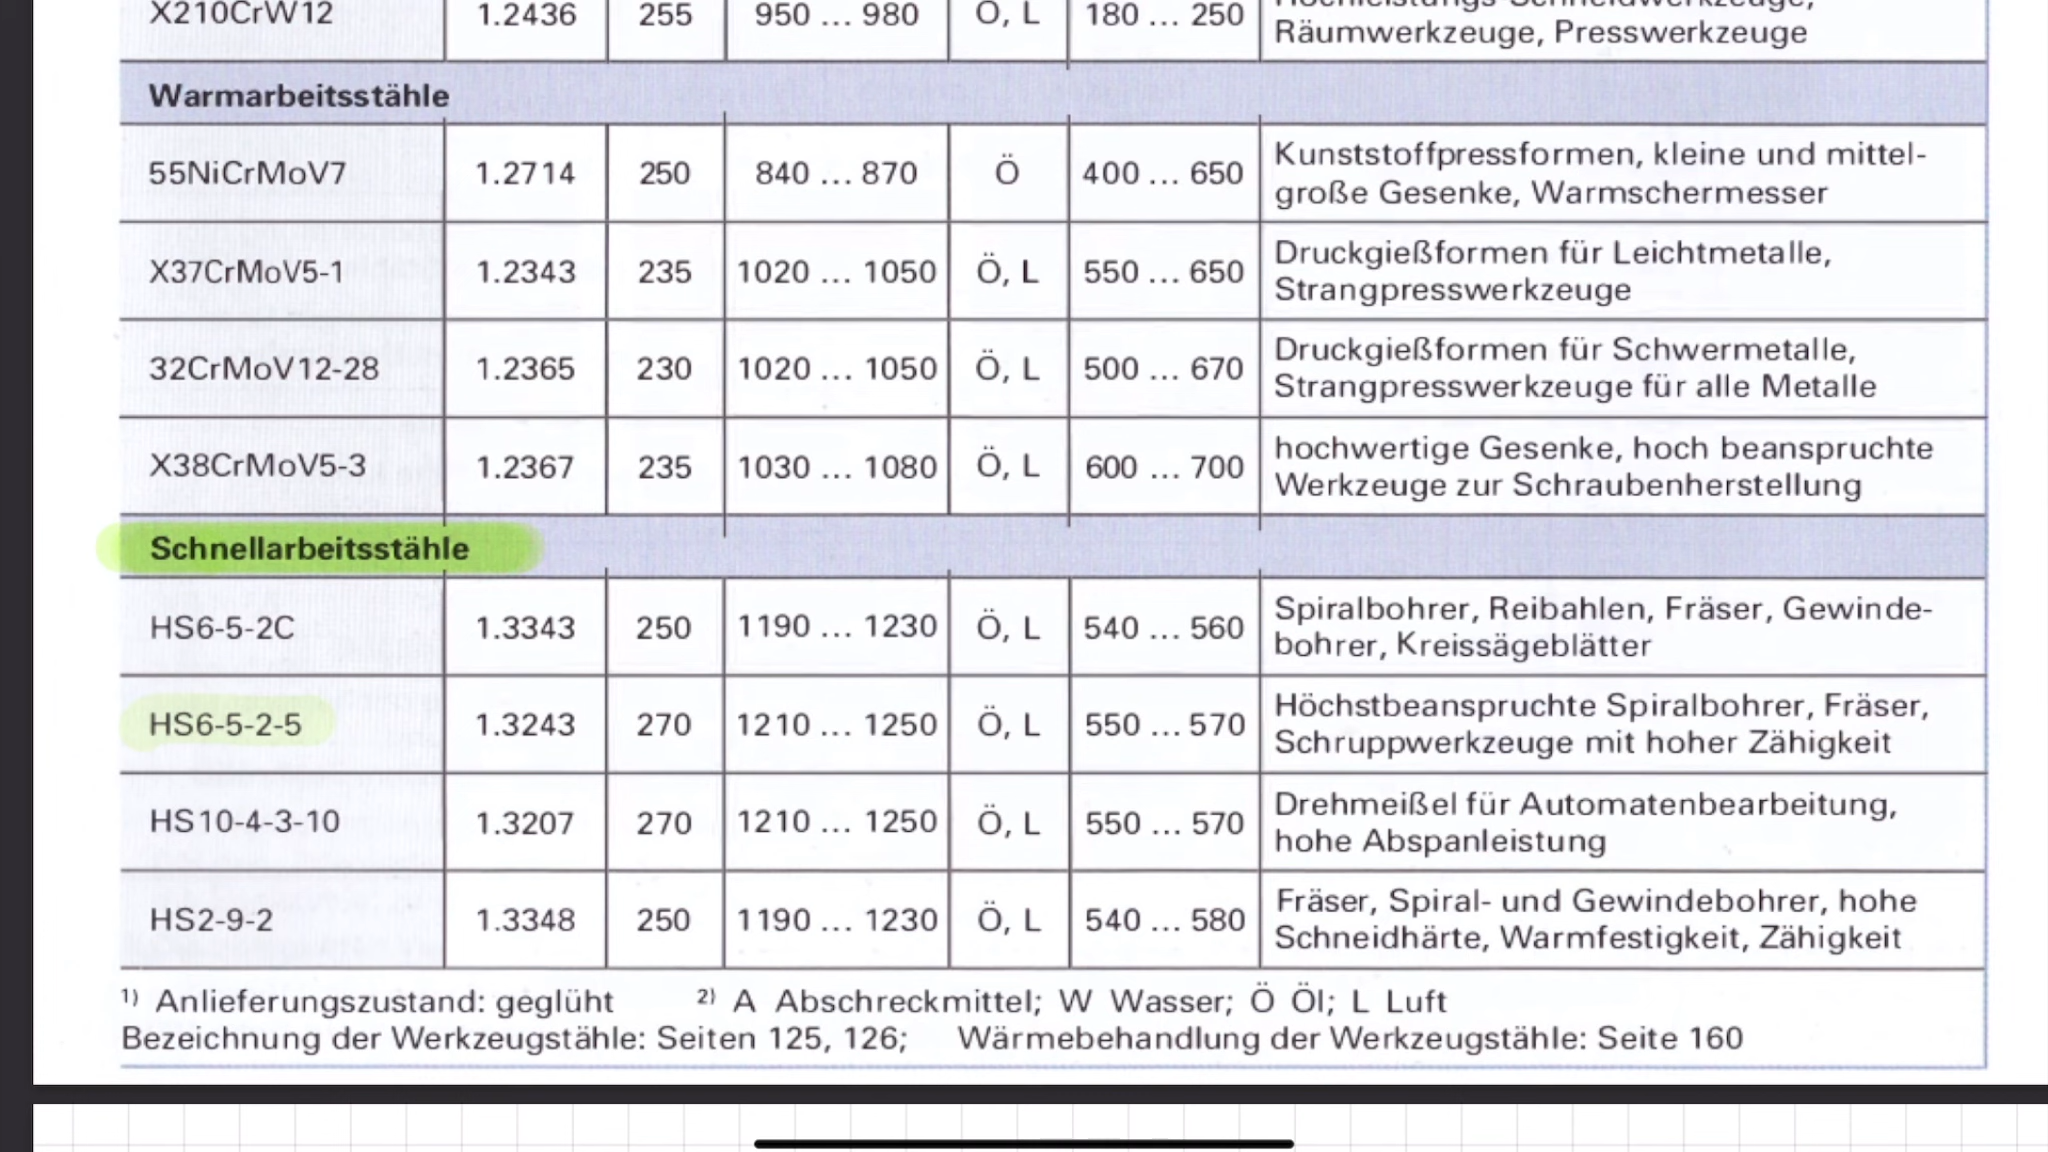 X210CrW12 1.2436 255 950 ... 980 Ö, L 180 ... 250 Hochleistungs-Schneidwerkzeuge,
Räumwerkzeuge, Presswerkzeuge
Warmarbeitsstähle
55NiCrMoV7 1.2714 250 840 ... 870 Ö 400 ... 650 Kunststoffpressformen, kleine und mittel-
große Gesenke, Warmschermesser
X37CrMoV5-1 1.2343 235 1020 ... 1050 Ö, L 550 ... 650 Druckgießformen für Leichtmetalle,
Strangpresswerkzeuge
32CrMoV12-28 1.2365 230 1020 ... 1050 Ö, L 500 ... 670 Druckgießformen für Schwermetalle,
Strangpresswerkzeuge für alle Metalle
X38CrMoV5-3 1.2367 235 1030 ... 1080 Ö, L 600 ... 700 hochwertige Gesenke, hoch beanspruchte
Werkzeuge zur Schraubenherstellung
Schnellarbeitsstähle
HS6-5-2C 1.3343 250 1190 ... 1230 Ö, L 540 ... 560 Spiralbohrer, Reibahlen, Fräser, Gewinde-
bohrer, Kreissägeblätter
HS6-5-2-5 1.3243 270 1210 ... 1250 Ö, L 550 ... 570 Höchstbeanspruchte Spiralbohrer, Fräser,
Schruppwerkzeuge mit hoher Zähigkeit
HS10-4-3-10 1.3207 270 1210 ... 1250 Ö, L 550 ... 570 Drehmeißel für Automatenbearbeitung,
hohe Abspanleistung
HS2-9-2 1.3348 250 1190 ... 1230 Ö, L 540 ... 580 Fräser, Spiral- und Gewindebohrer, hohe
Schneidhärte, Warmfestigkeit, Zähigkeit
1) Anlieferungszustand: geglüht 2) A Abschreckmittel; W Wasser; Ö Öl; L Luft
Bezeichnung der Werkzeugstähle: Seiten 125, 126; Wärmebehandlung der Werkzeugstähle: Seite 160